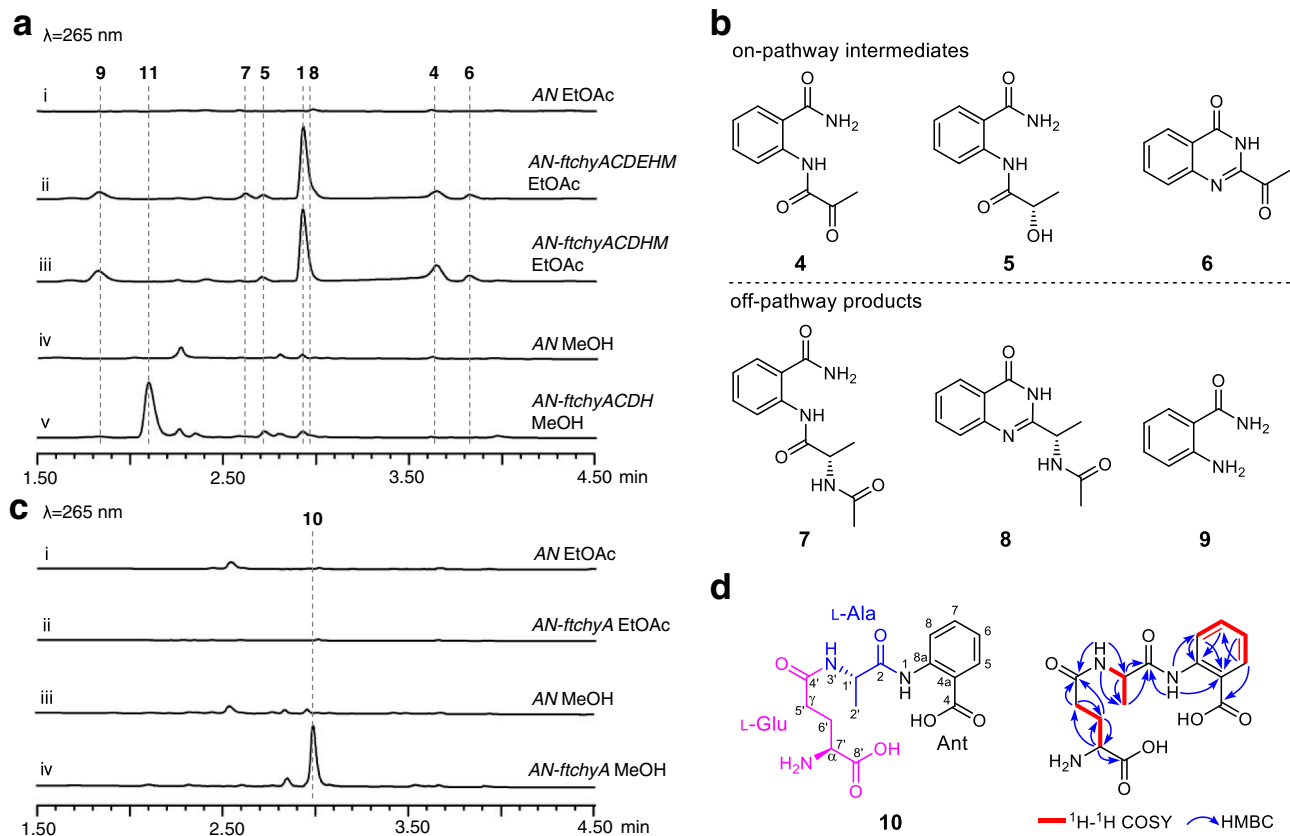 a
λ=265 nm
9 11 7 5 1 8 4 6
i AN EtOAc
ii AN-ftchyACDEHM
EtOAc
iii AN-ftchyACDHM
EtOAc
iv AN MeOH
v AN-ftchyACDH
MeOH
1.50 2.50 3.50 4.50 min
b
on-pathway intermediates
O
NH2
NH
O
O
4
O
NH2
NH
O
OH
5
O
NH
N
O
6
off-pathway products
O
NH2
NH
O
NH
O
7
O
NH
N
HN
O
8
O
NH2
NH2
9
c
λ=265 nm
10
i AN EtOAc
ii AN-ftchyA EtOAc
iii AN MeOH
iv AN-ftchyA MeOH
1.50 2.50 3.50 4.50 min
d
L-Ala
O H N O
4' 3' 1' 2 1 8a 8 7 6 5 4a 4
N
H
2'
5' γ
HO O
L-Glu
6'
7'
α
H2N
8'
OH
O
Ant
10
O H N O
N
H
HO O
H2N
OH
O
1H-1H COSY HMBC